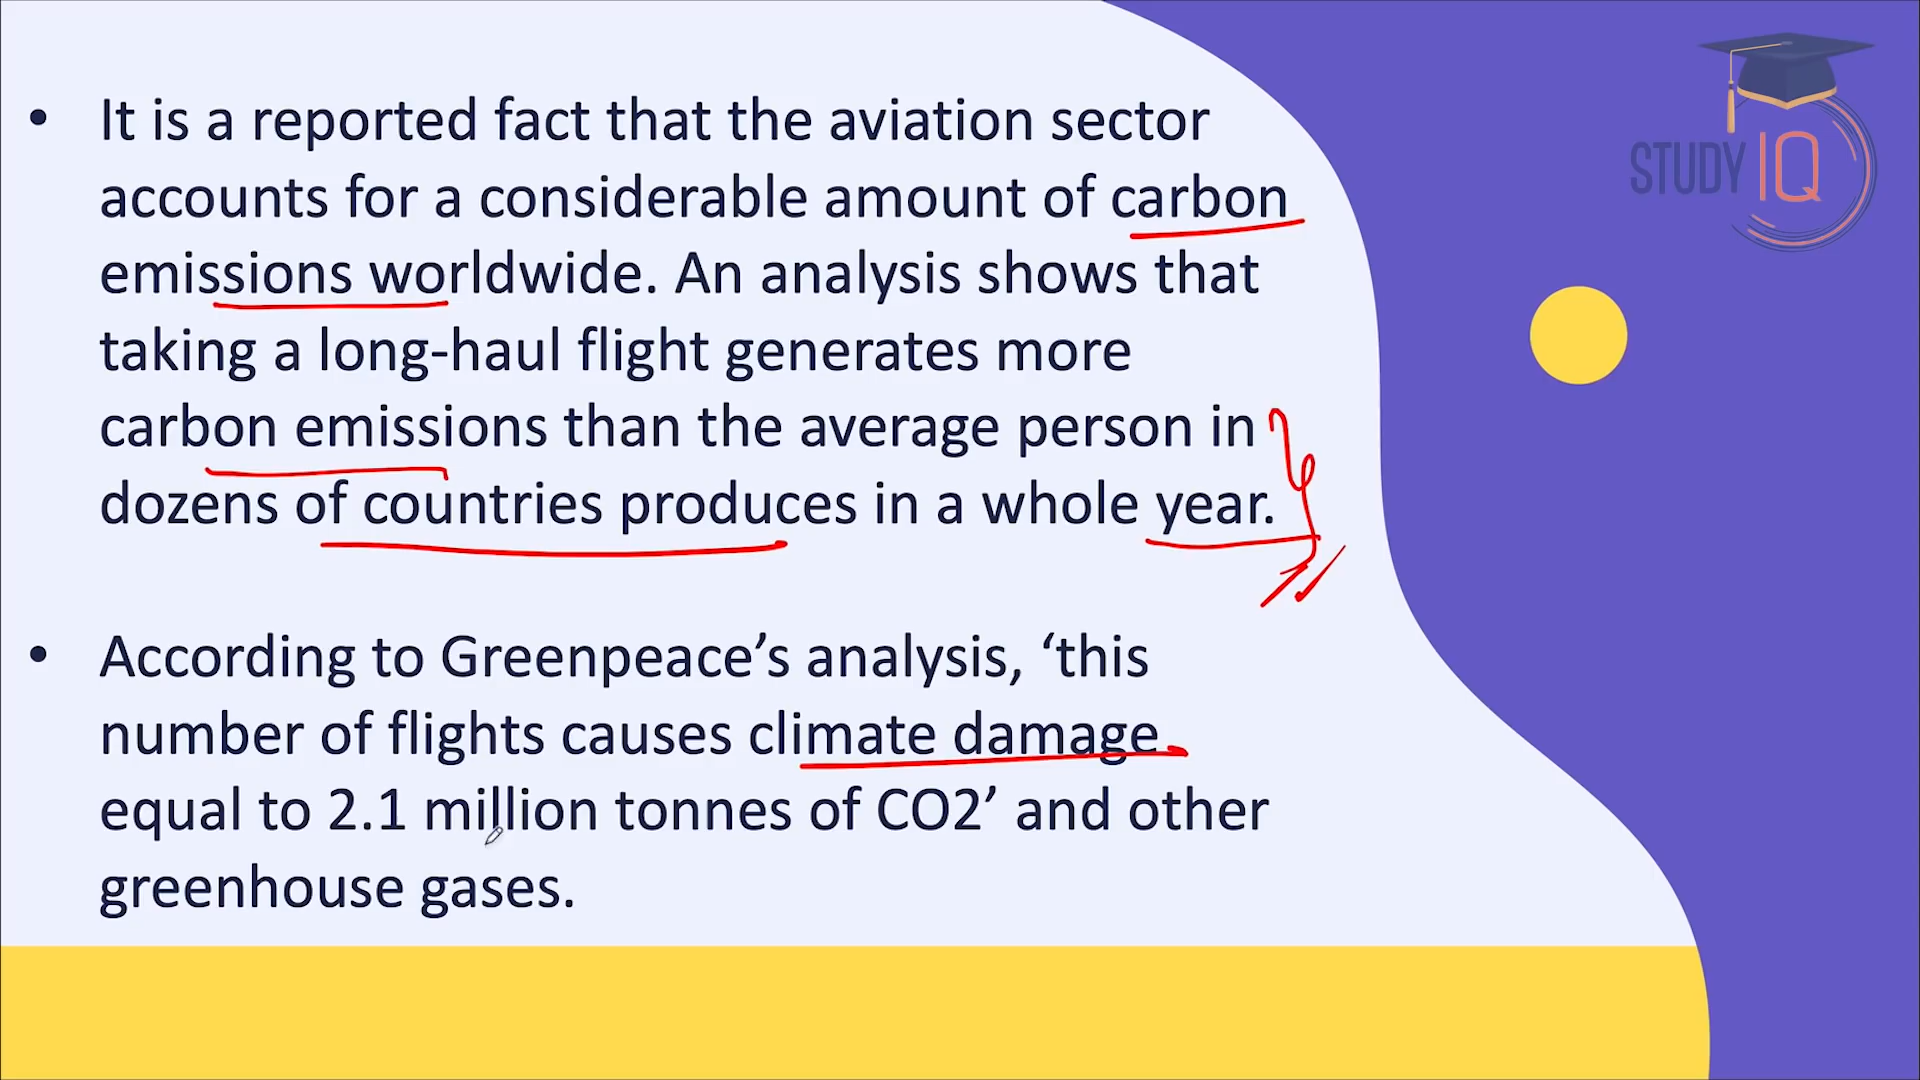 • It is a reported fact that the aviation sector
accounts for a considerable amount of carbon
emissions worldwide. An analysis shows that
taking a long-haul flight generates more
carbon emissions than the average person in
dozens of countries produces in a whole year.
• According to Greenpeace’s analysis, ‘this
number of flights causes climate damage
equal to 2.1 million tonnes of CO2’ and other
greenhouse gases.
STUDY IQ